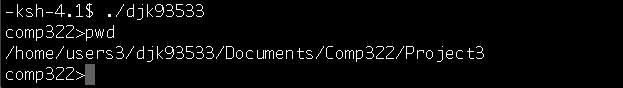 -ksh-4.1$ ./djk93533
comp322>pwd
/home/users3/djk93533/Documents/Comp322/Project3
comp322>